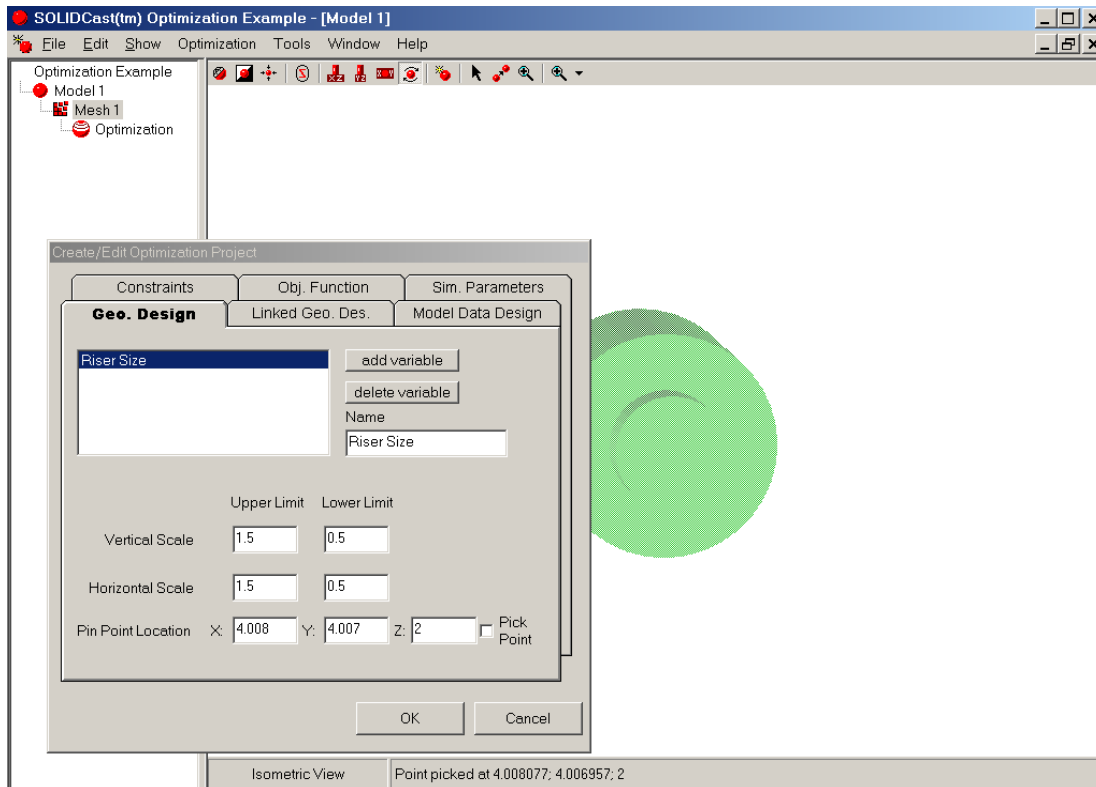 SOLIDCast(tm) Optimization Example - [Model 1]
File Edit Show Optimization Tools Window Help
Optimization Example
Model 1
Mesh 1
Optimization
Create/Edit Optimization Project
Constraints Obj. Function Sim. Parameters
Geo. Design Linked Geo. Des. Model Data Design
Riser Size add variable
delete variable
Name
Riser Size
Upper Limit Lower Limit
Vertical Scale 1.5 0.5
Horizontal Scale 1.5 0.5
Pin Point Location X: 4.008 Y: 4.007 Z: 2 Pick
Point
OK Cancel
Isometric View Point picked at 4.008077; 4.006957; 2